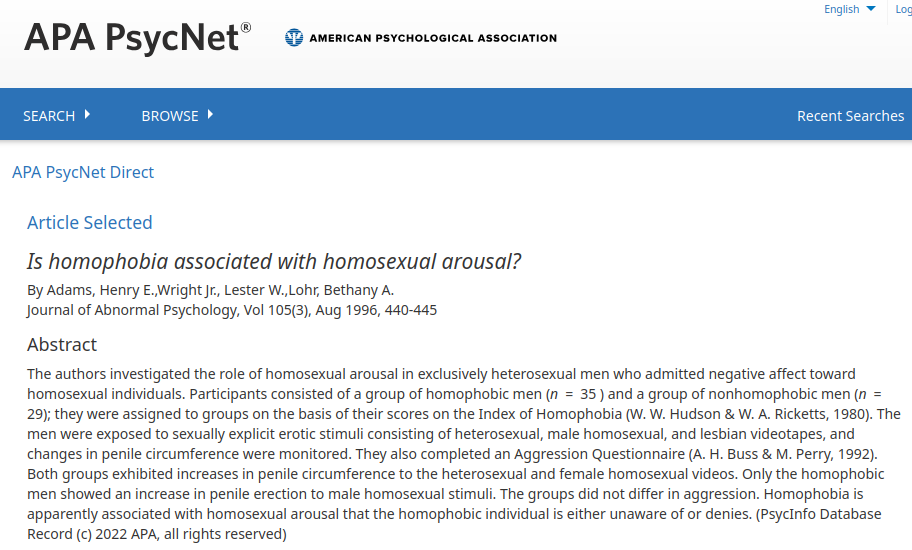 English
Log
APA PsycNet®
AMERICAN PSYCHOLOGICAL ASSOCIATION
SEARCH
BROWSE
Recent Searches
APA PsycNet Direct
Article Selected
Is homophobia associated with homosexual arousal?
By Adams, Henry E.,Wright Jr., Lester W.,Lohr, Bethany A.
Journal of Abnormal Psychology, Vol 105(3), Aug 1996, 440-445
Abstract
The authors investigated the role of homosexual arousal in exclusively heterosexual men who admitted negative affect toward
homosexual individuals. Participants consisted of a group of homophobic men (n = 35 ) and a group of nonhomophobic men (n =
29); they were assigned to groups on the basis of their scores on the Index of Homophobia (W. W. Hudson & W. A. Ricketts, 1980). The
men were exposed to sexually explicit erotic stimuli consisting of heterosexual, male homosexual, and lesbian videotapes, and
changes in penile circumference were monitored. They also completed an Aggression Questionnaire (A. H. Buss & M. Perry, 1992).
Both groups exhibited increases in penile circumference to the heterosexual and female homosexual videos. Only the homophobic
men showed an increase in penile erection to male homosexual stimuli. The groups did not differ in aggression. Homophobia is
apparently associated with homosexual arousal that the homophobic individual is either unaware of or denies. (PsycInfo Database
Record (c) 2022 APA, all rights reserved)